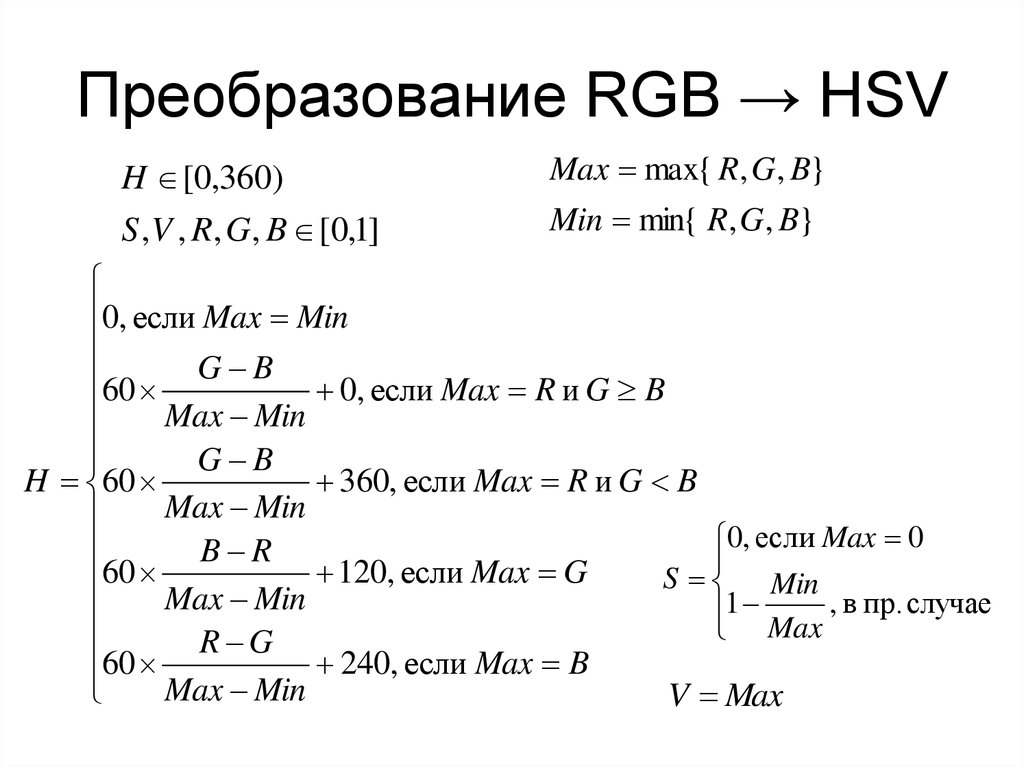 Преобразование RGB → HSV
H ∈ [0,360)
S, V, R, G, B ∈ [0,1]
Max = max{ R, G, B}
Min = min{ R, G, B}
H = {
0, если Max = Min
60 × (G − B)/(Max − Min) + 0, если Max = R и G ≥ B
60 × (G − B)/(Max − Min) + 360, если Max = R и G < B
60 × (B − R)/(Max − Min) + 120, если Max = G
60 × (R − G)/(Max − Min) + 240, если Max = B
S = {
0, если Max = 0
1 − Min/Max, в пр. случае
V = Max